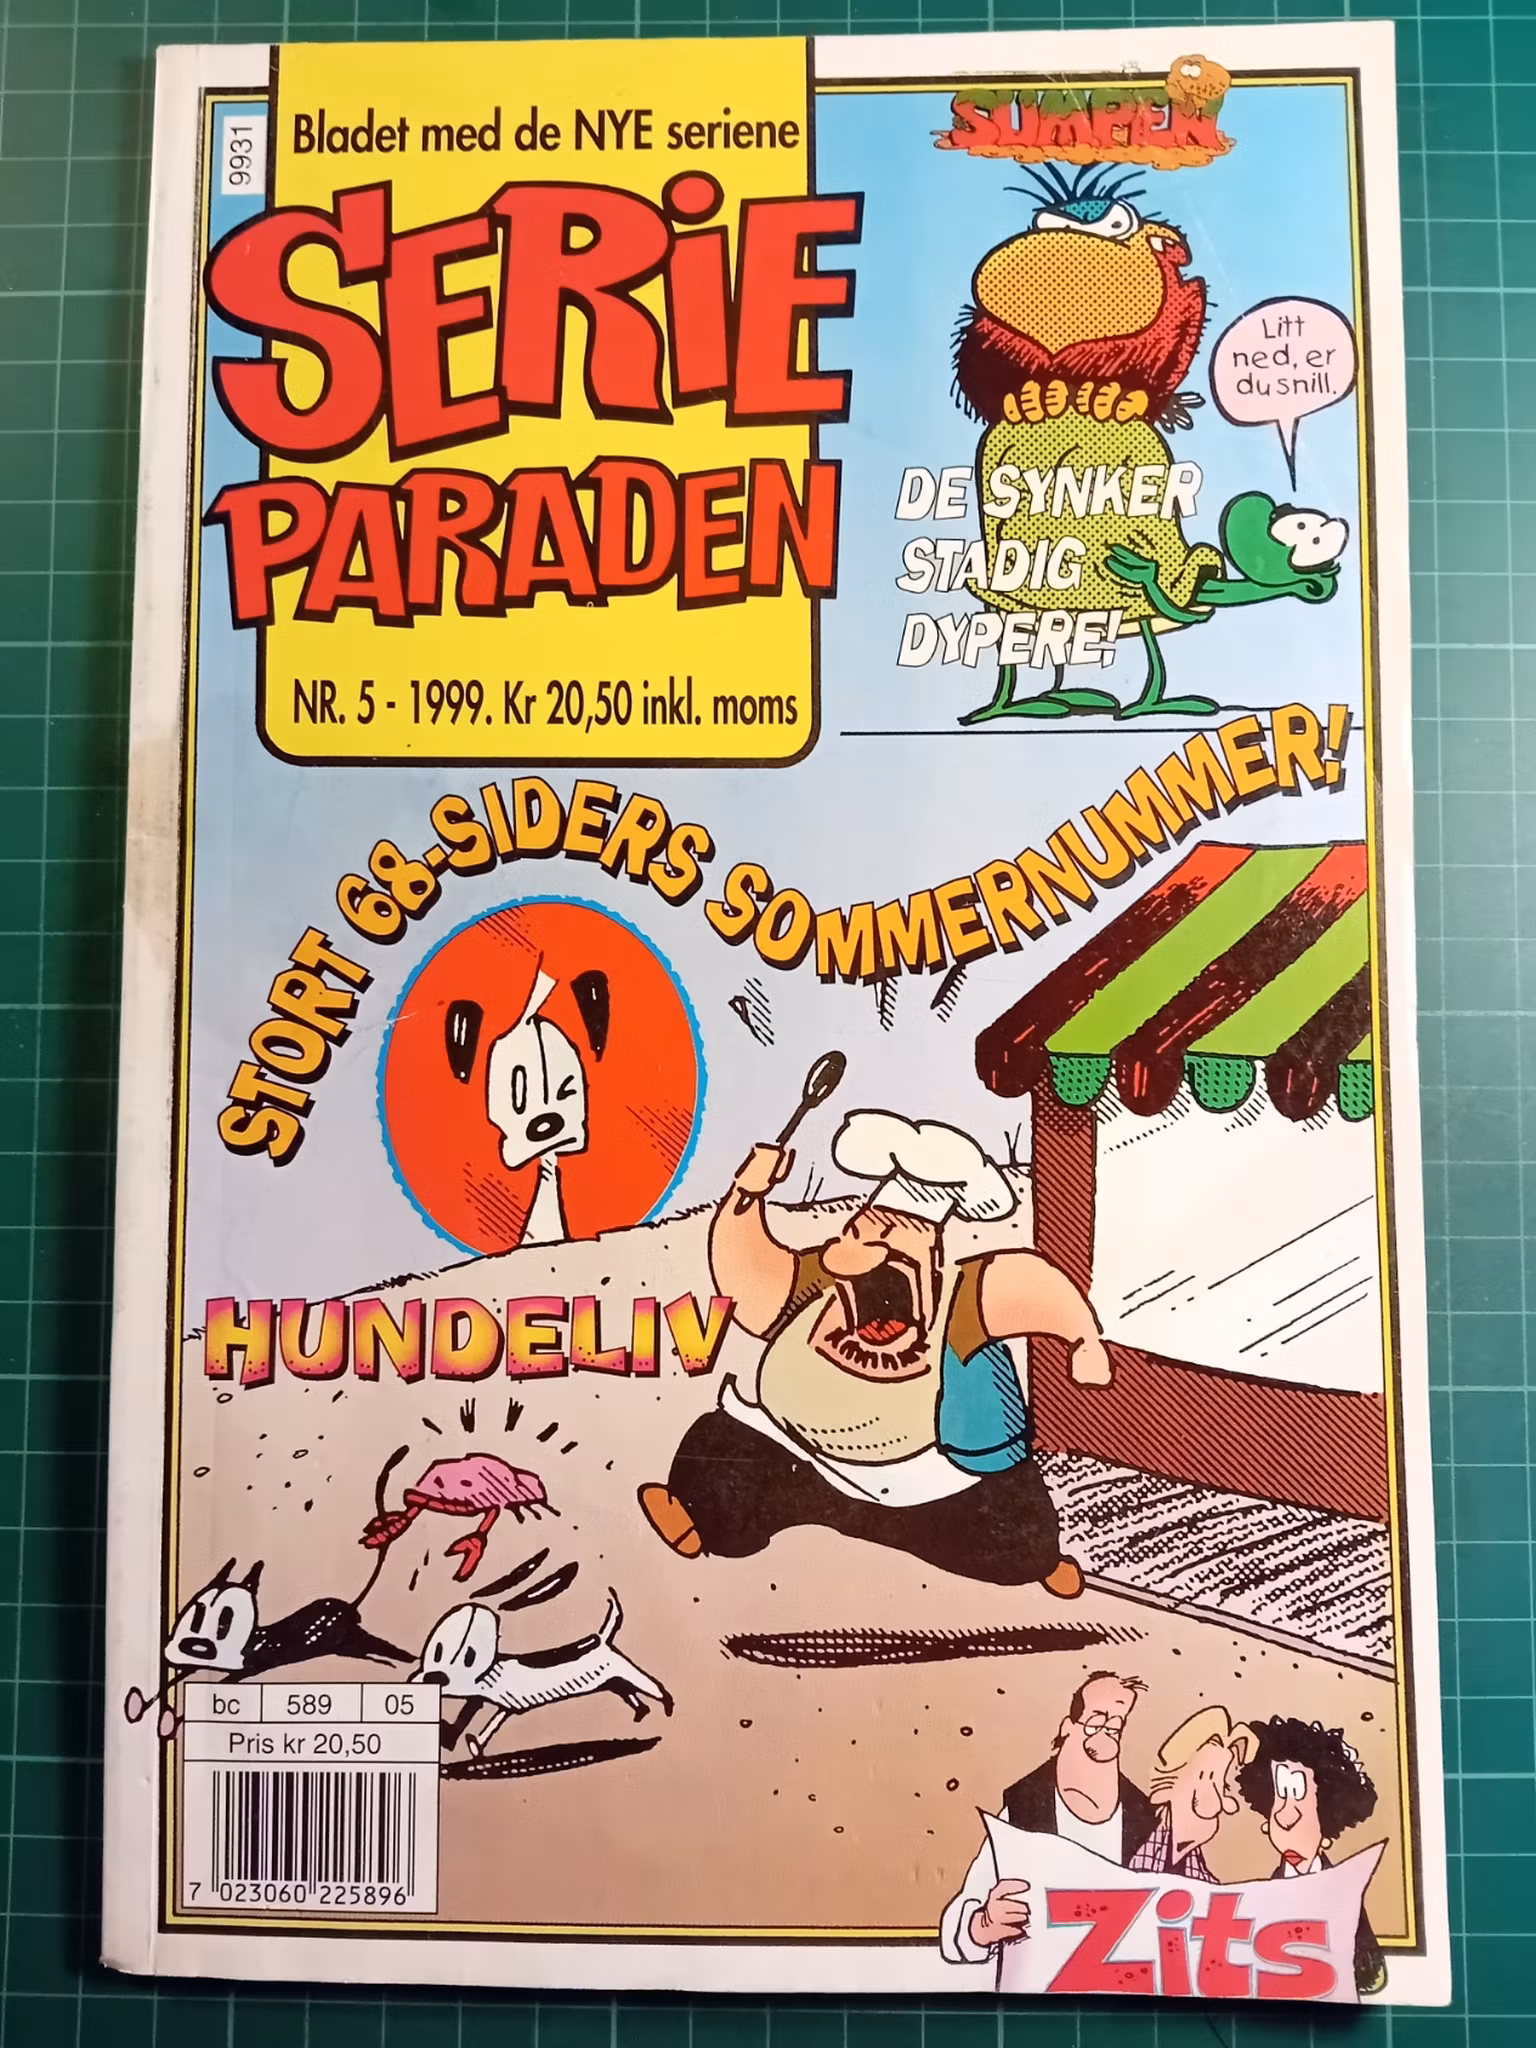 9931
Bladet med de NYE seriene
SERiE
PARADEN
NR. 5 - 1999. Kr 20,50 inkl. moms
SUMPEN
Litt
ned, er
du snill.
DE SYNKER
STADIG
DYPERE!
STORT 68-SIDERS SOMMERNUMMER!
HUNDELIV
bc 589 05
Pris kr 20,50
7 023060 225896
Zits